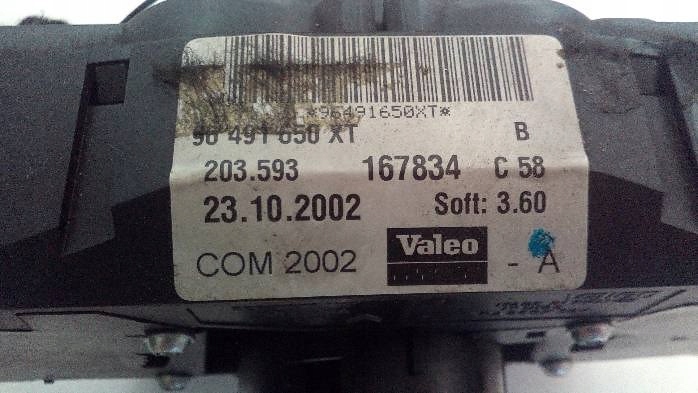 *96491650XT*
96 491 650 XT B
203.593 167834 C 58
23.10.2002 Soft: 3.60
COM 2002 Valeo - A